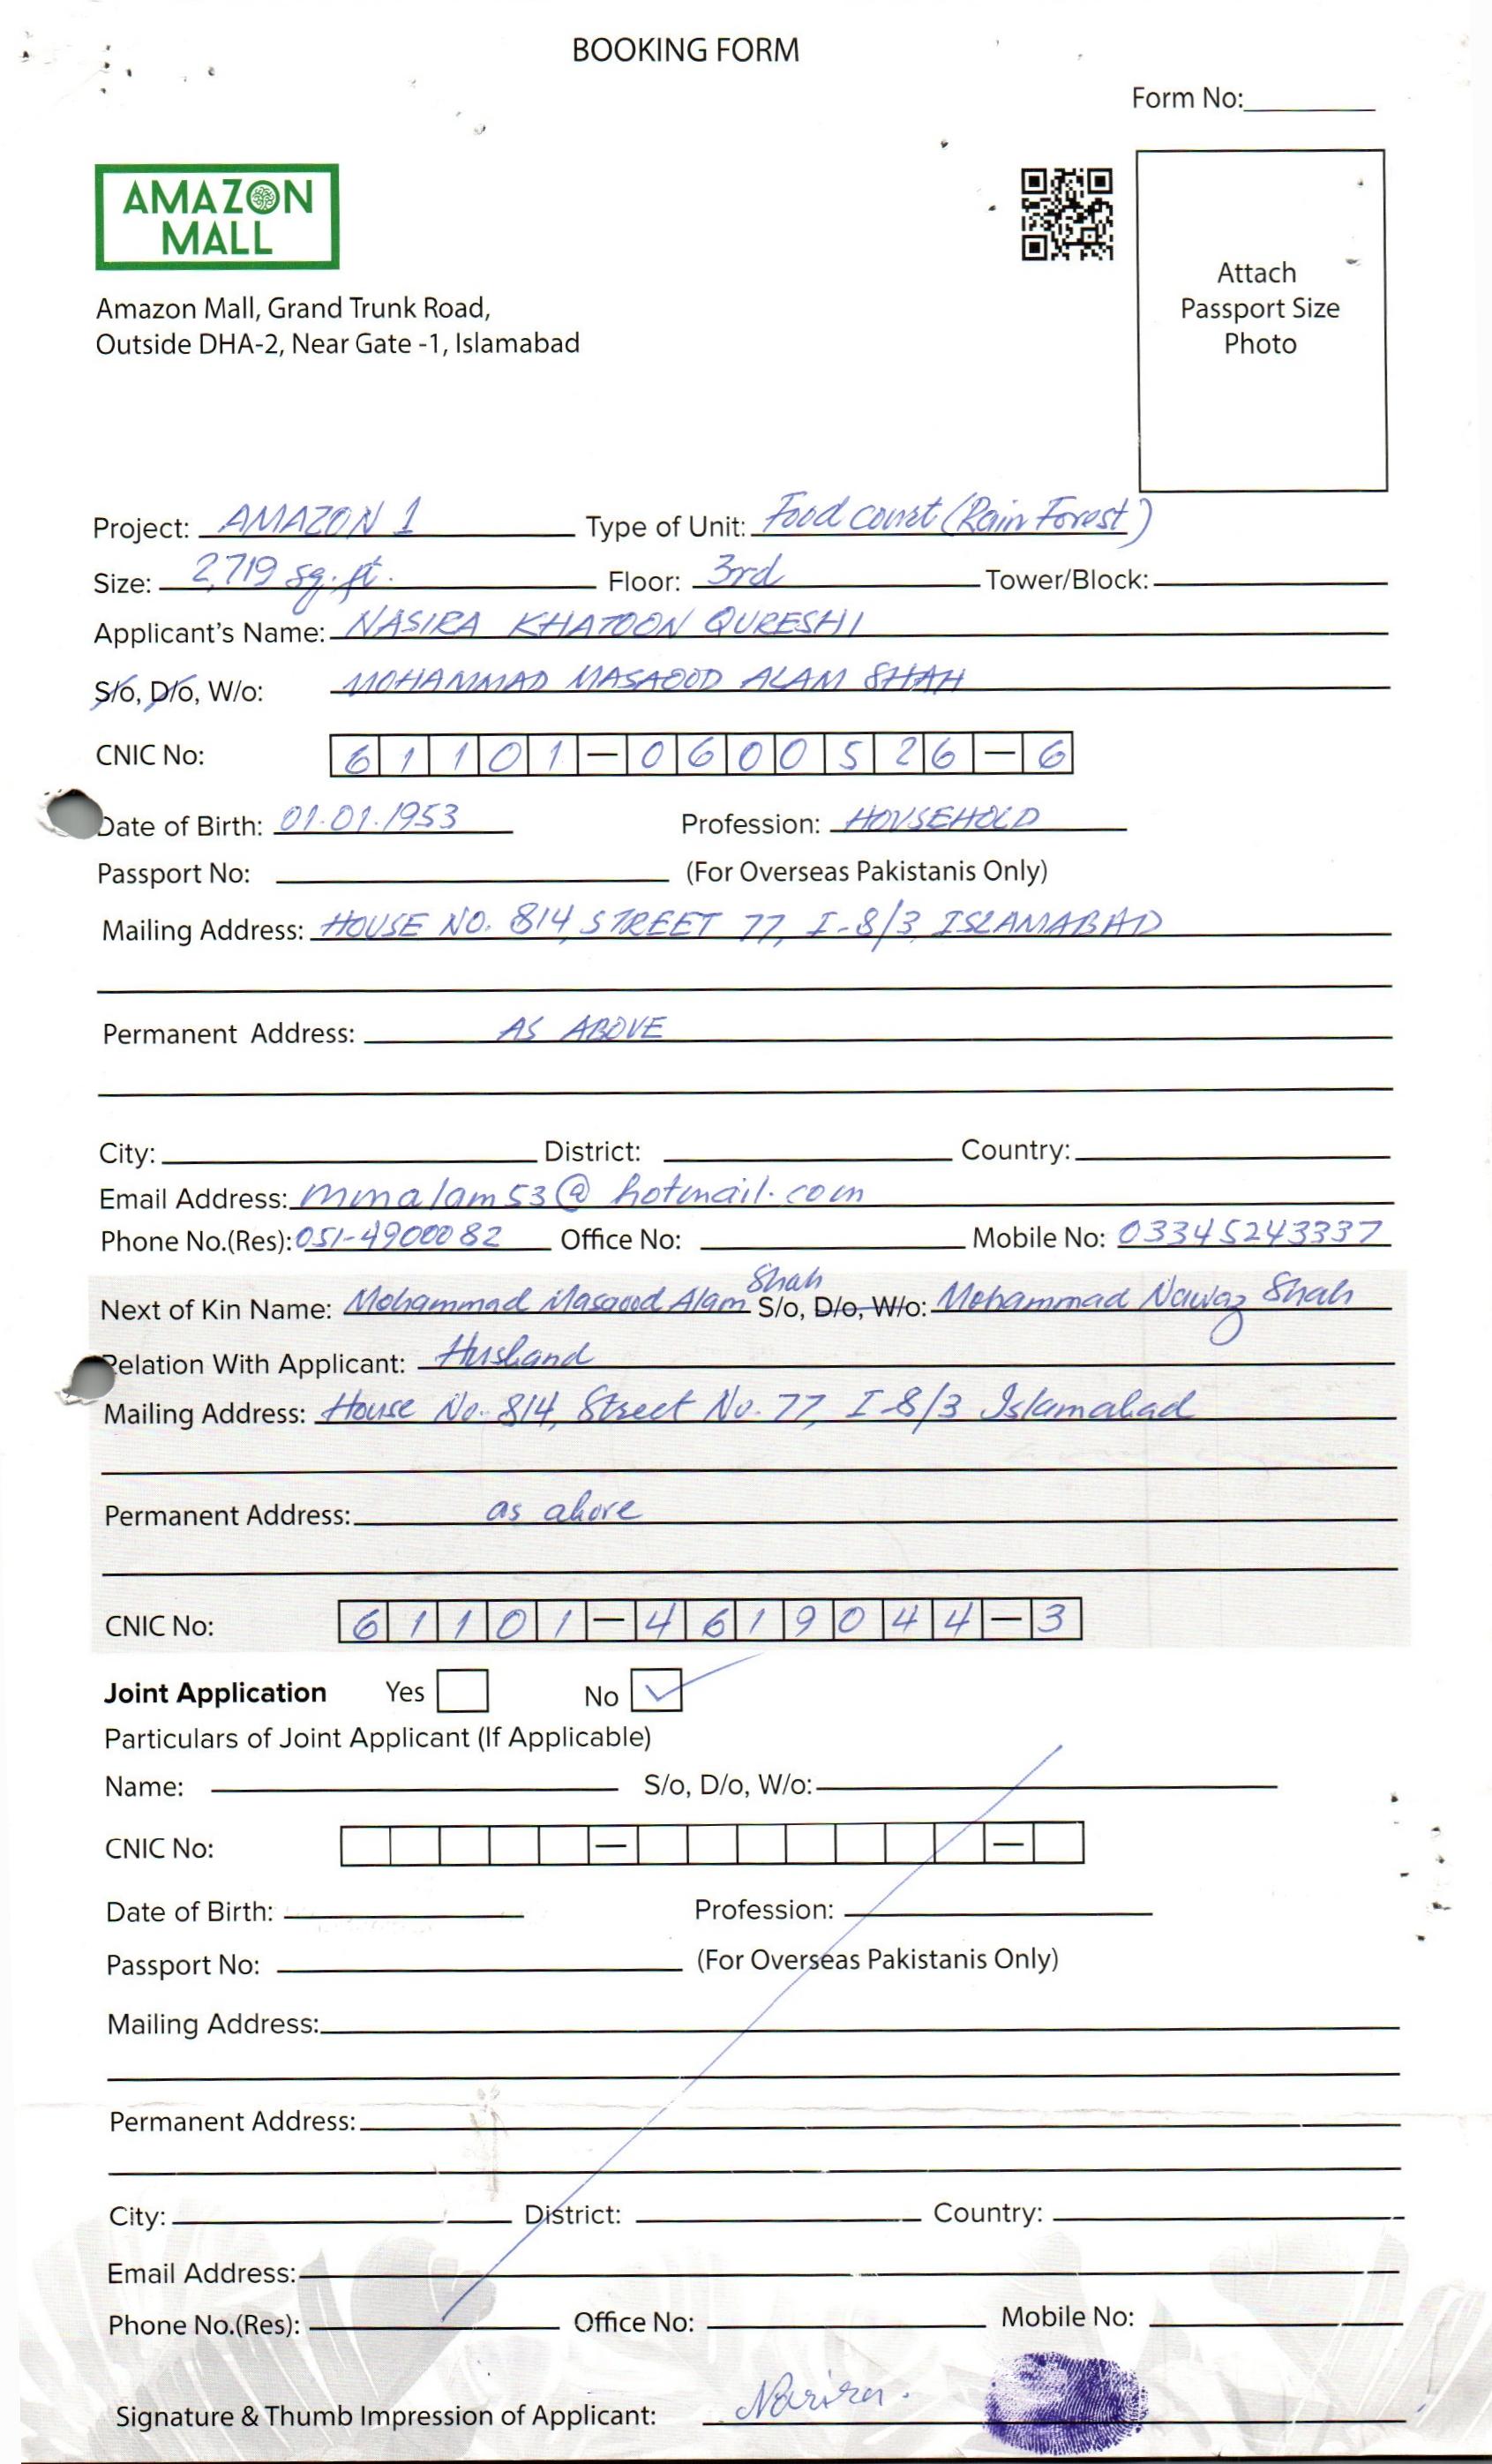 BOOKING FORM
Form No:
AMAZON
MALL
Amazon Mall, Grand Trunk Road,
Outside DHA-2, Near Gate -1, Islamabad
Attach
Passport Size
Photo
Project: AMAZON 1 Type of Unit: Food court (Rain Forest)
Size: 2,719 sq.ft. Floor: 3rd Tower/Block:
Applicant's Name: NASIRA KHATOON QURESHI
S/o, D/o, W/o: MOHAMMAD MASAOOD ALAM SHAH
CNIC No: 61101-0600526-6
Date of Birth: 01.01.1953 Profession: HOUSEHOLD
Passport No: (For Overseas Pakistanis Only)
Mailing Address: HOUSE NO. 814, STREET 77, I-8/3, ISLAMABAD
Permanent Address: AS ABOVE
City: District: Country:
Email Address: mmalam53@hotmail.com
Phone No.(Res): 051-4900082 Office No: Mobile No: 03345243337
Next of Kin Name: Mohammad Masaood Alam Shah S/o, D/o, W/o: Mohammad Nawaz Shah
Relation With Applicant: Husband
Mailing Address: House No. 814, Street No. 77, I-8/3 Islamabad
Permanent Address: as above
CNIC No: 61101-4619044-3
Joint Application Yes No ✓
Particulars of Joint Applicant (If Applicable)
Name: S/o, D/o, W/o:
CNIC No: - -
Date of Birth: Profession:
Passport No: (For Overseas Pakistanis Only)
Mailing Address:
Permanent Address:
City: District: Country:
Email Address:
Phone No.(Res): Office No: Mobile No:
Signature & Thumb Impression of Applicant: Nasira.